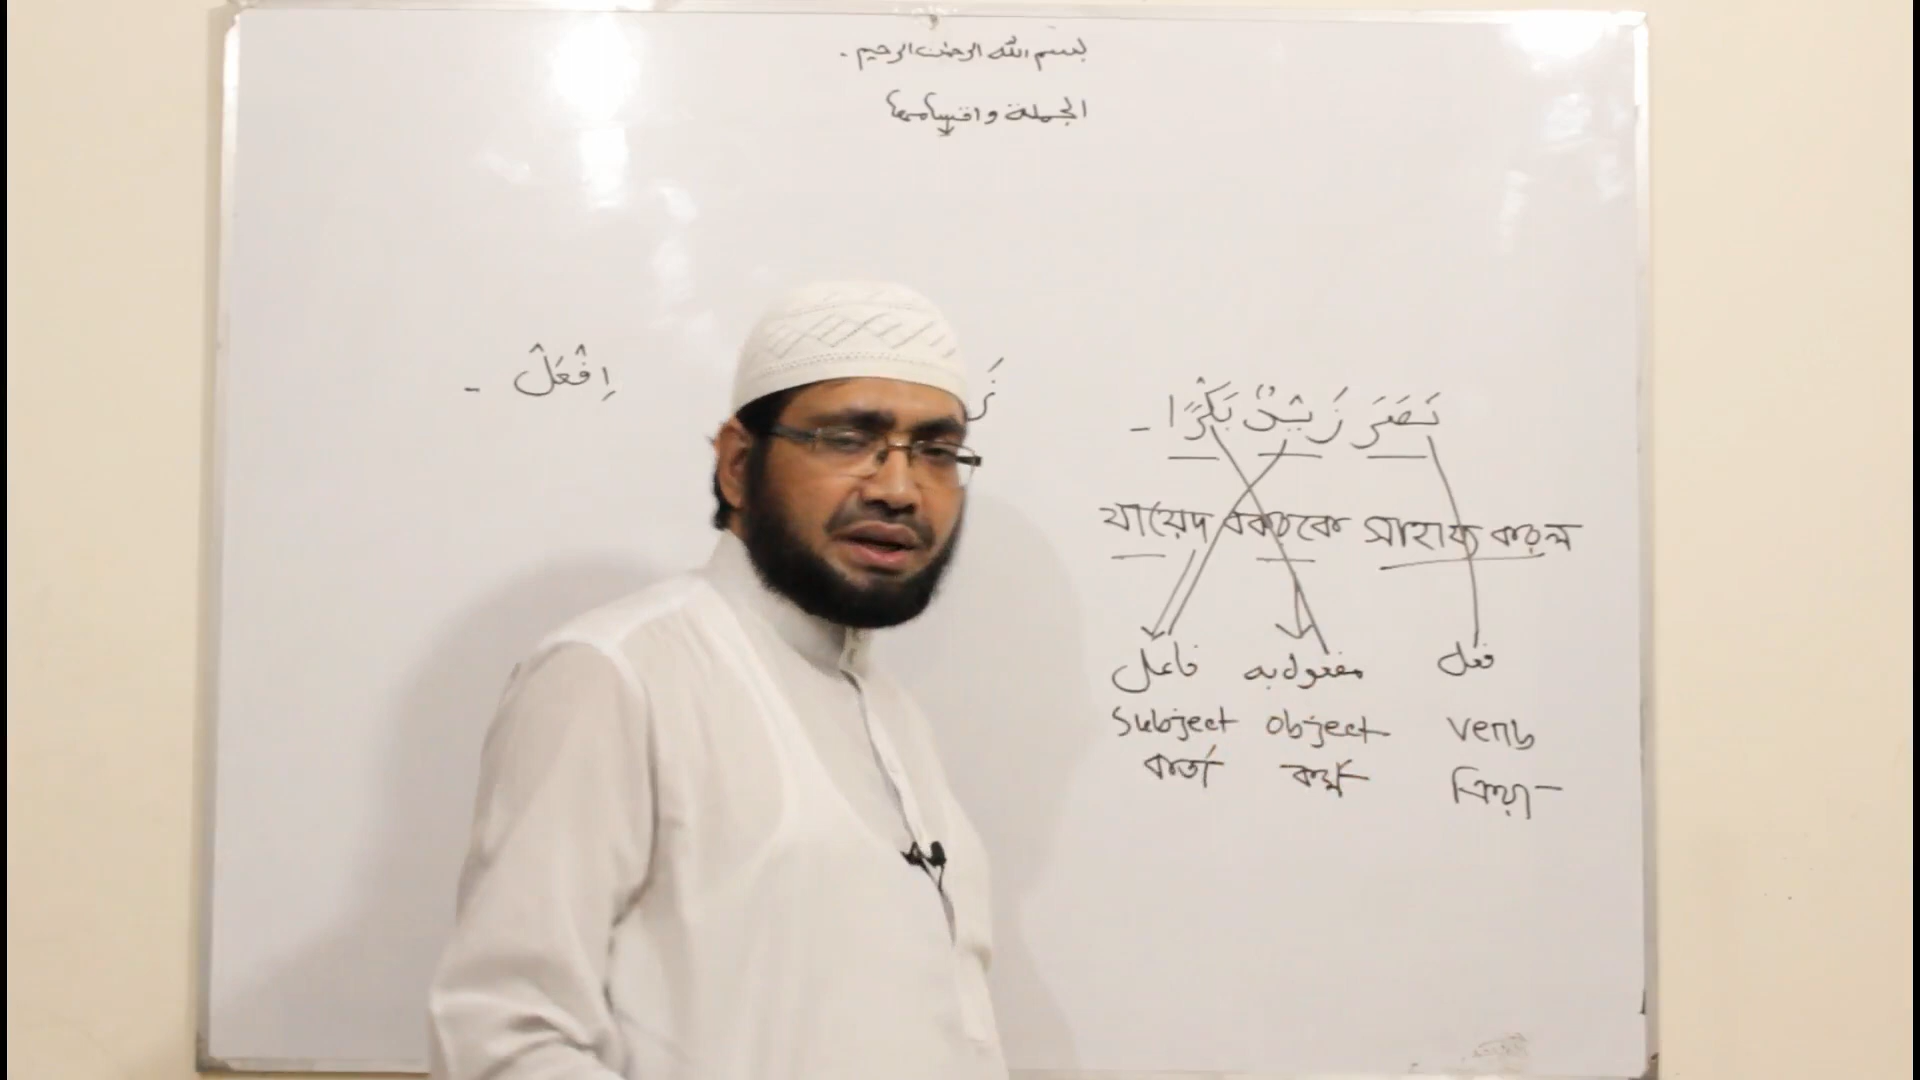 بسم الله الرحمن الرحيم -
الجملة واقسامها
نَصَرَ زَيْدٌ بَكْرًا -
اِفْعَلْ -
যায়েদ বকরকে সাহায্য করল
فاعل مفعول به فعل
Subject object verb
কর্তা কর্ম ক্রিয়া